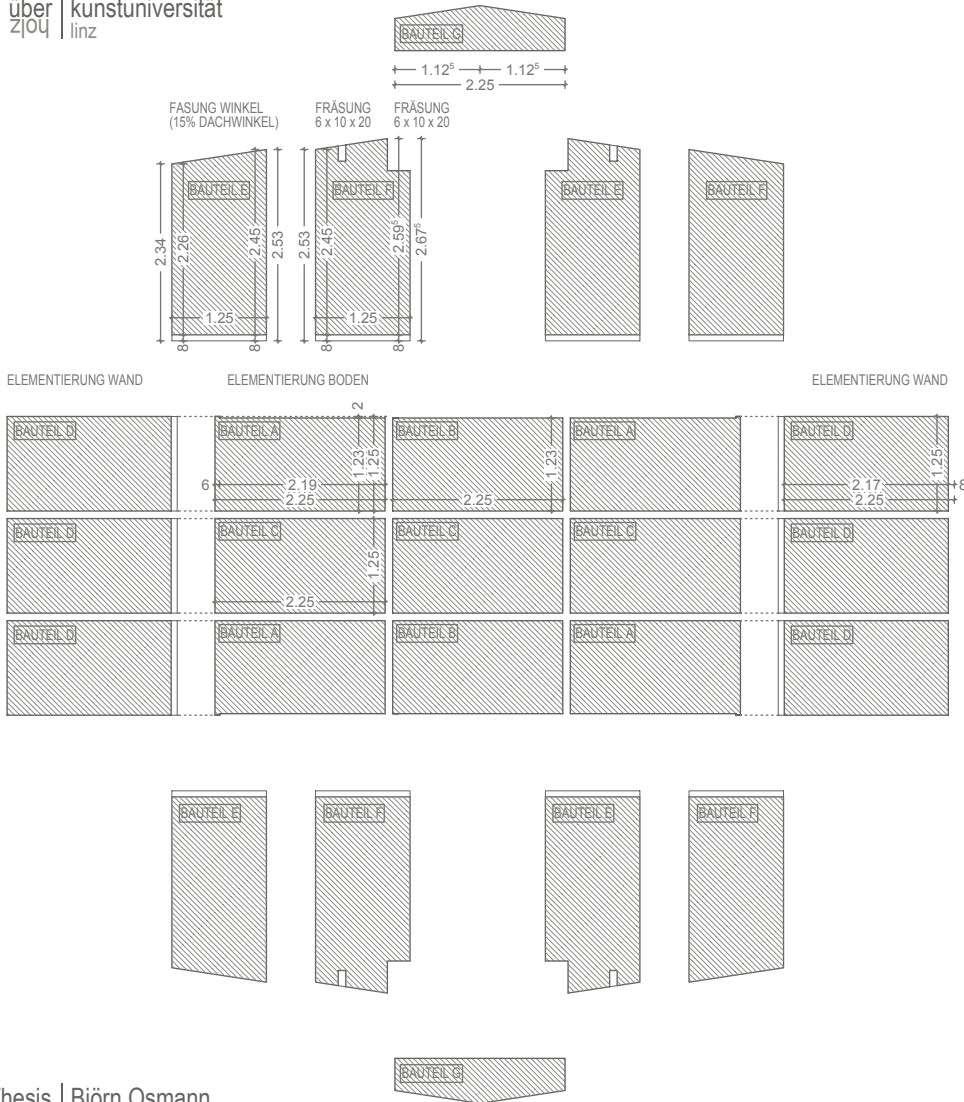 über | kunstuniversität
holz | linz
BAUTEIL G
1.12⁵ 1.12⁵
2.25
FASUNG WINKEL
(15% DACHWINKEL)
FRÄSUNG
6 x 10 x 20
FRÄSUNG
6 x 10 x 20
BAUTEIL E
BAUTEIL F
BAUTEIL E
BAUTEIL F
2.34
2.26
2.45
2.53
2.53
2.45
2.59⁵
2.67⁵
1.25
1.25
8
8
8
8
ELEMENTIERUNG WAND
ELEMENTIERUNG BODEN
ELEMENTIERUNG WAND
2
BAUTEIL D
BAUTEIL A
BAUTEIL B
BAUTEIL A
BAUTEIL D
1.23
1.25
1.23
1.25
6
2.19
2.17
8
2.25
2.25
2.25
BAUTEIL D
BAUTEIL C
BAUTEIL C
BAUTEIL C
BAUTEIL D
1.25
2.25
BAUTEIL D
BAUTEIL A
BAUTEIL B
BAUTEIL A
BAUTEIL D
BAUTEIL E
BAUTEIL F
BAUTEIL E
BAUTEIL F
BAUTEIL G
hesis | Björn Osmann